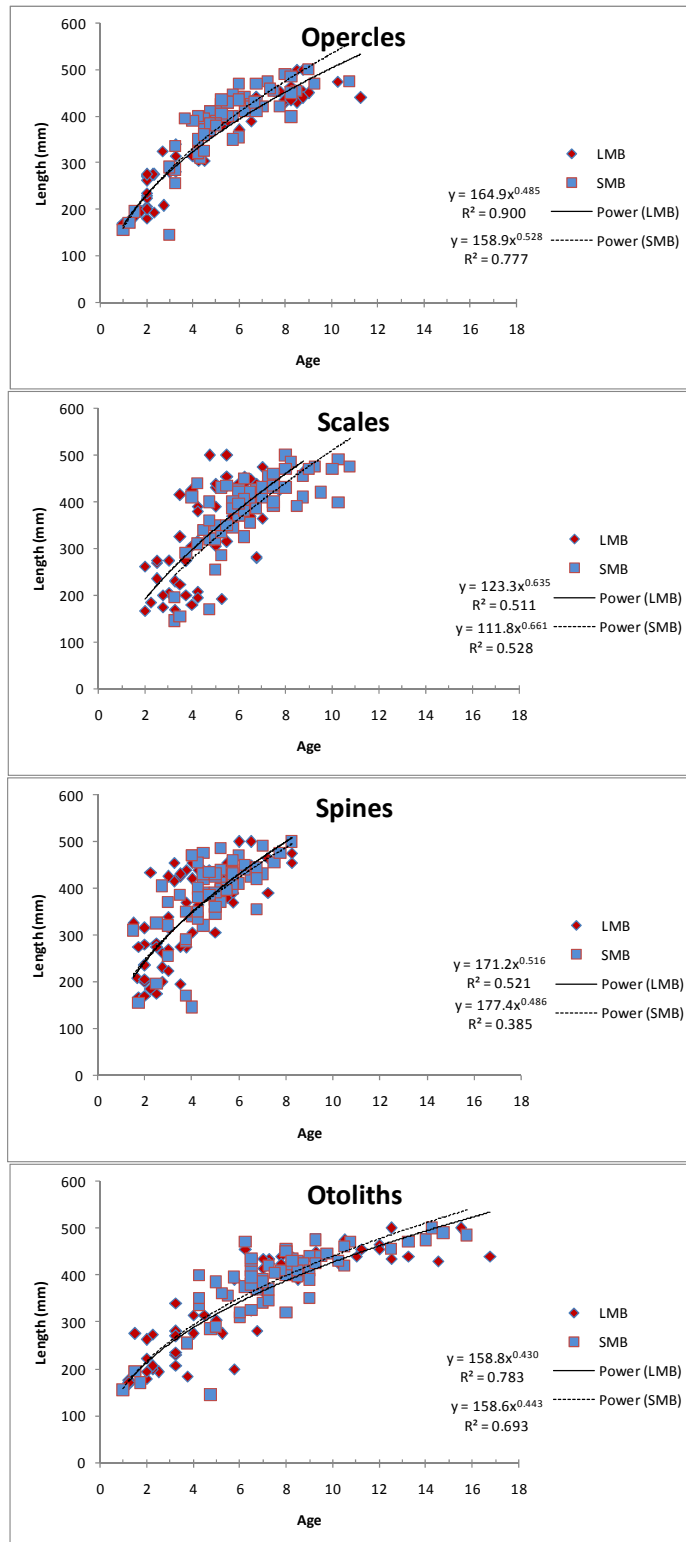 Opercles
600
500
400
300
200
100
0
Length (mm)
LMB
SMB
y = 164.9x^0.485
R² = 0.900
Power (LMB)
y = 158.9x^0.528
R² = 0.777
Power (SMB)
0 2 4 6 8 10 12 14 16 18
Age
Scales
600
500
400
300
200
100
0
Length (mm)
LMB
SMB
y = 123.3x^0.635
R² = 0.511
Power (LMB)
y = 111.8x^0.661
R² = 0.528
Power (SMB)
0 2 4 6 8 10 12 14 16 18
Age
Spines
600
500
400
300
200
100
0
Length (mm)
LMB
SMB
y = 171.2x^0.516
R² = 0.521
Power (LMB)
y = 177.4x^0.486
R² = 0.385
Power (SMB)
0 2 4 6 8 10 12 14 16 18
Age
Otoliths
600
500
400
300
200
100
0
Length (mm)
LMB
SMB
y = 158.8x^0.430
R² = 0.783
Power (LMB)
y = 158.6x^0.443
R² = 0.693
Power (SMB)
0 2 4 6 8 10 12 14 16 18
Age